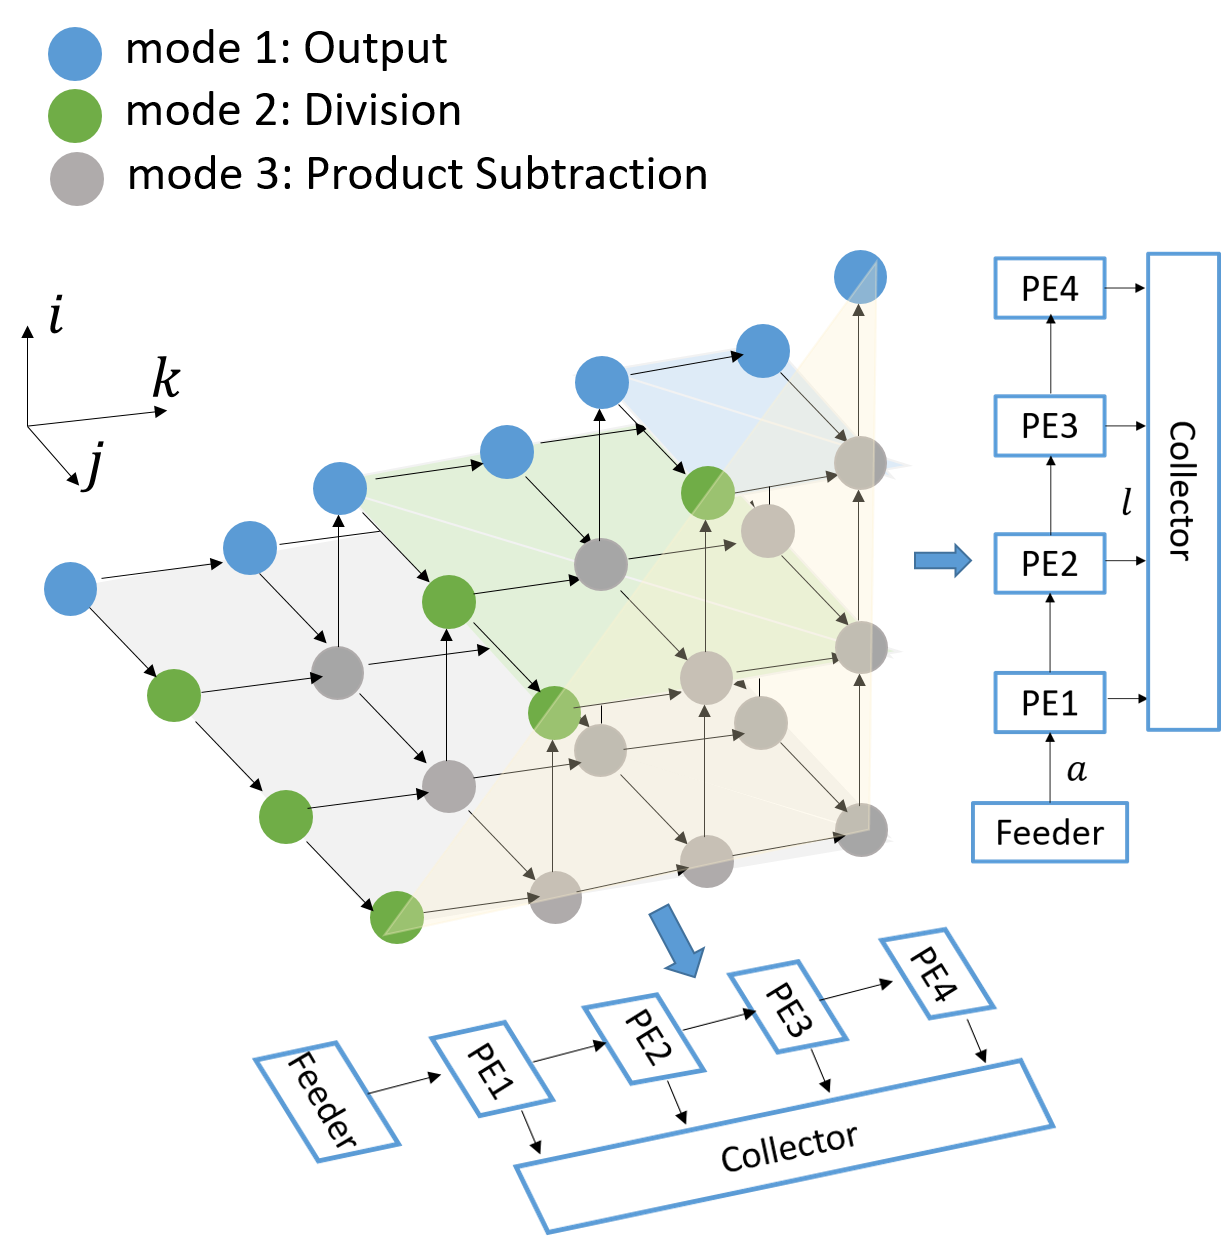 mode 1: Output
mode 2: Division
mode 3: Product Subtraction
i
k
j
PE4
PE3
l
PE2
PE1
a
Feeder
Collector
Feeder
PE1
PE2
PE3
PE4
Collector